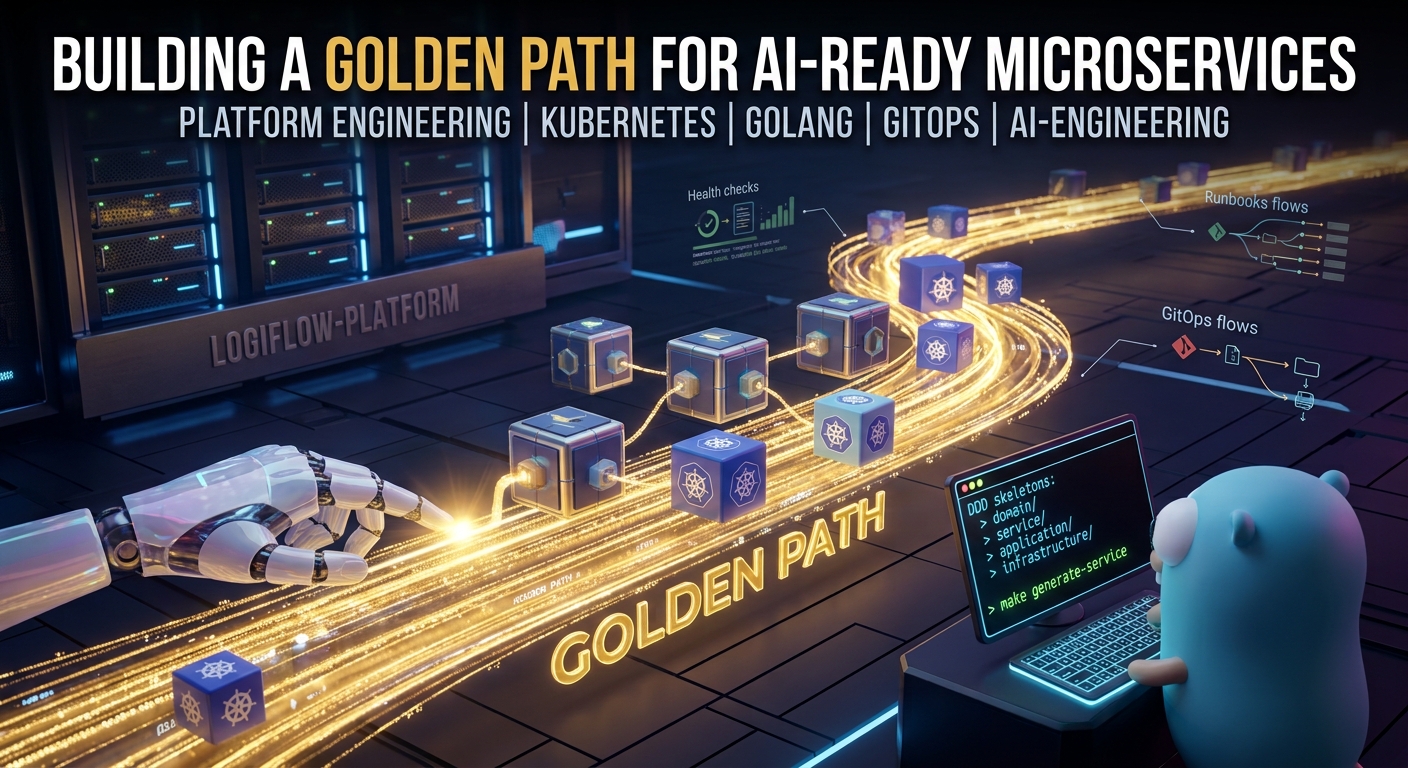 BUILDING A GOLDEN PATH FOR AI-READY MICROSERVICES
PLATFORM ENGINEERING | KUBERNETES | GOLANG | GITOPS | AI-ENGINEERING
Health checks
Runbooks flows
LOGIFLOW-PLATFORM
GitOps flows
DDD skeletons:
> domain/
> service/
> application/
> infrastructure/
> make generate-service
GOLDEN PATH